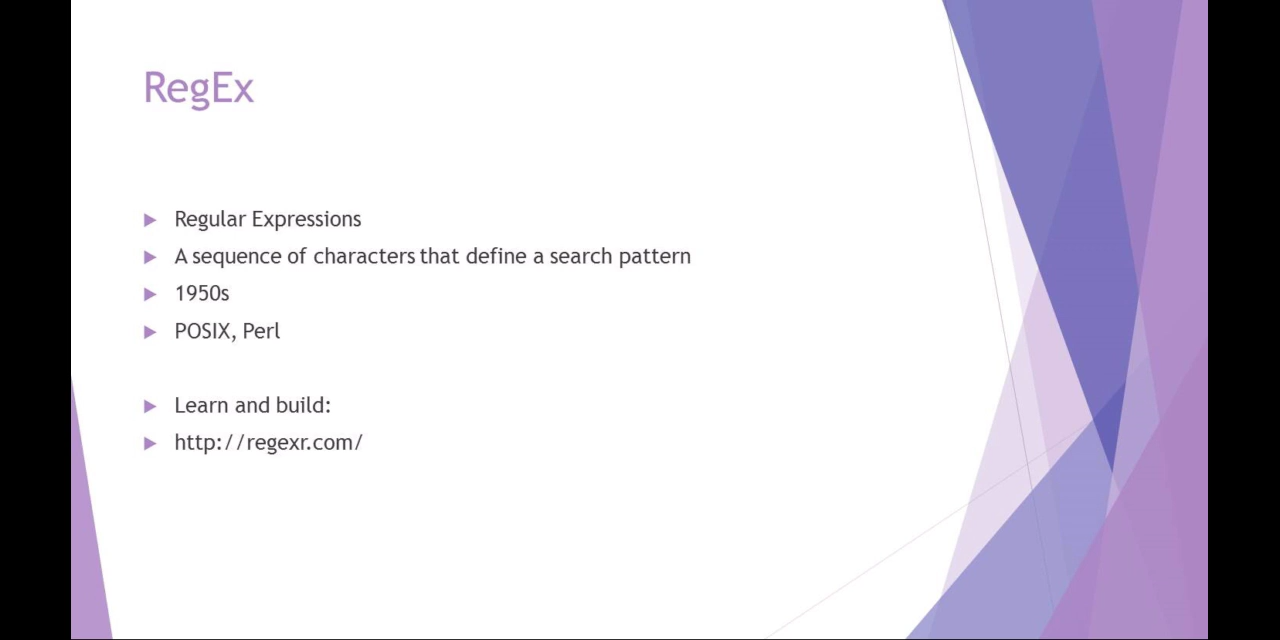 RegEx
Regular Expressions
A sequence of characters that define a search pattern
1950s
POSIX, Perl
Learn and build:
http://regexr.com/